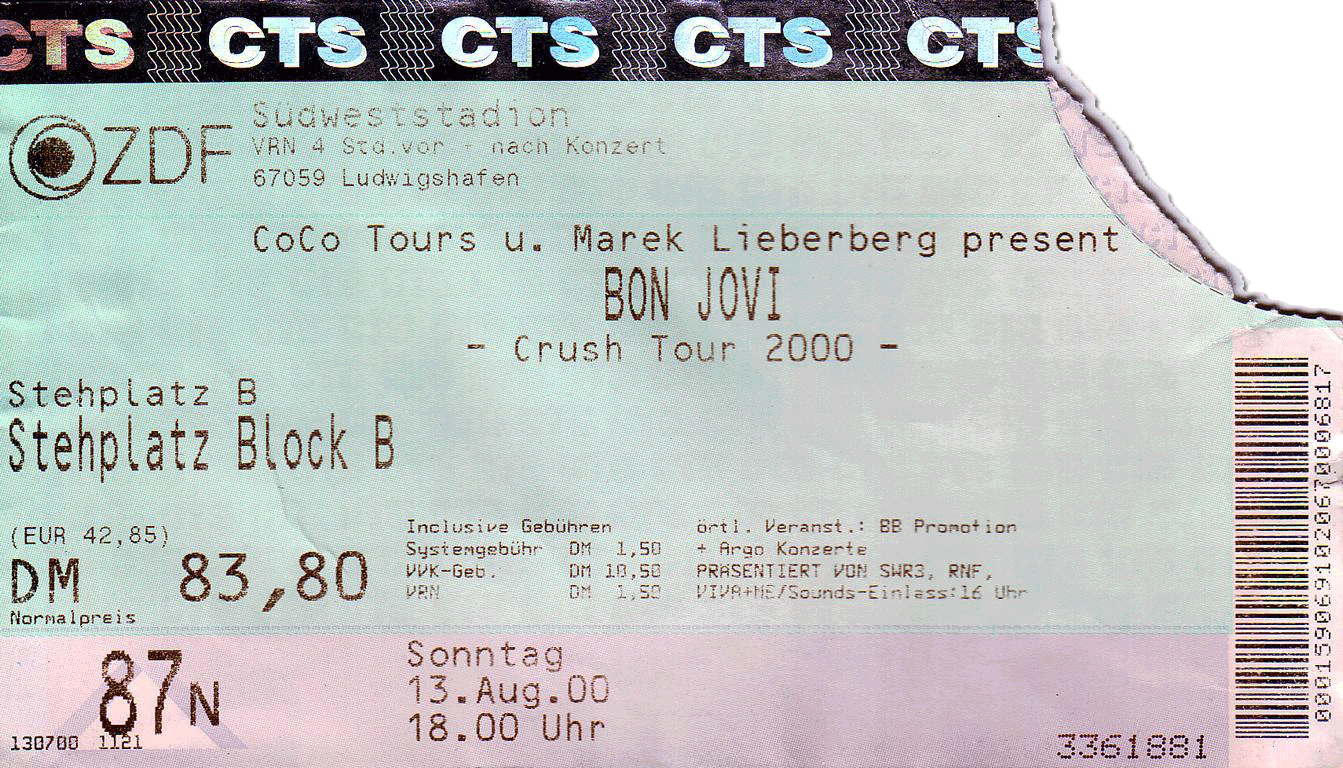 CTS CTS CTS CTS CTS
ZDF
Südweststadion
VRN 4 Std.vor + nach Konzert
67059 Ludwigshafen
CoCo Tours u. Marek Lieberberg present
BON JOVI
- Crush Tour 2000 -
Stehplatz B
Stehplatz Block B
(EUR 42,85)
DM 83,80
Normalpreis
Inclusive Gebühren
Systemgebühr DM 1,50
VVK-Geb. DM 10,50
VRN DM 1,50
örtl. Veranst.: BB Promotion
+ Argo Konzerte
PRÄSENTIERT VON SWR3, RNF,
VIVA+ME/Sounds-Einlass:16 Uhr
87N
130700 1121
Sonntag
13.Aug.00
18.00 Uhr
3361881